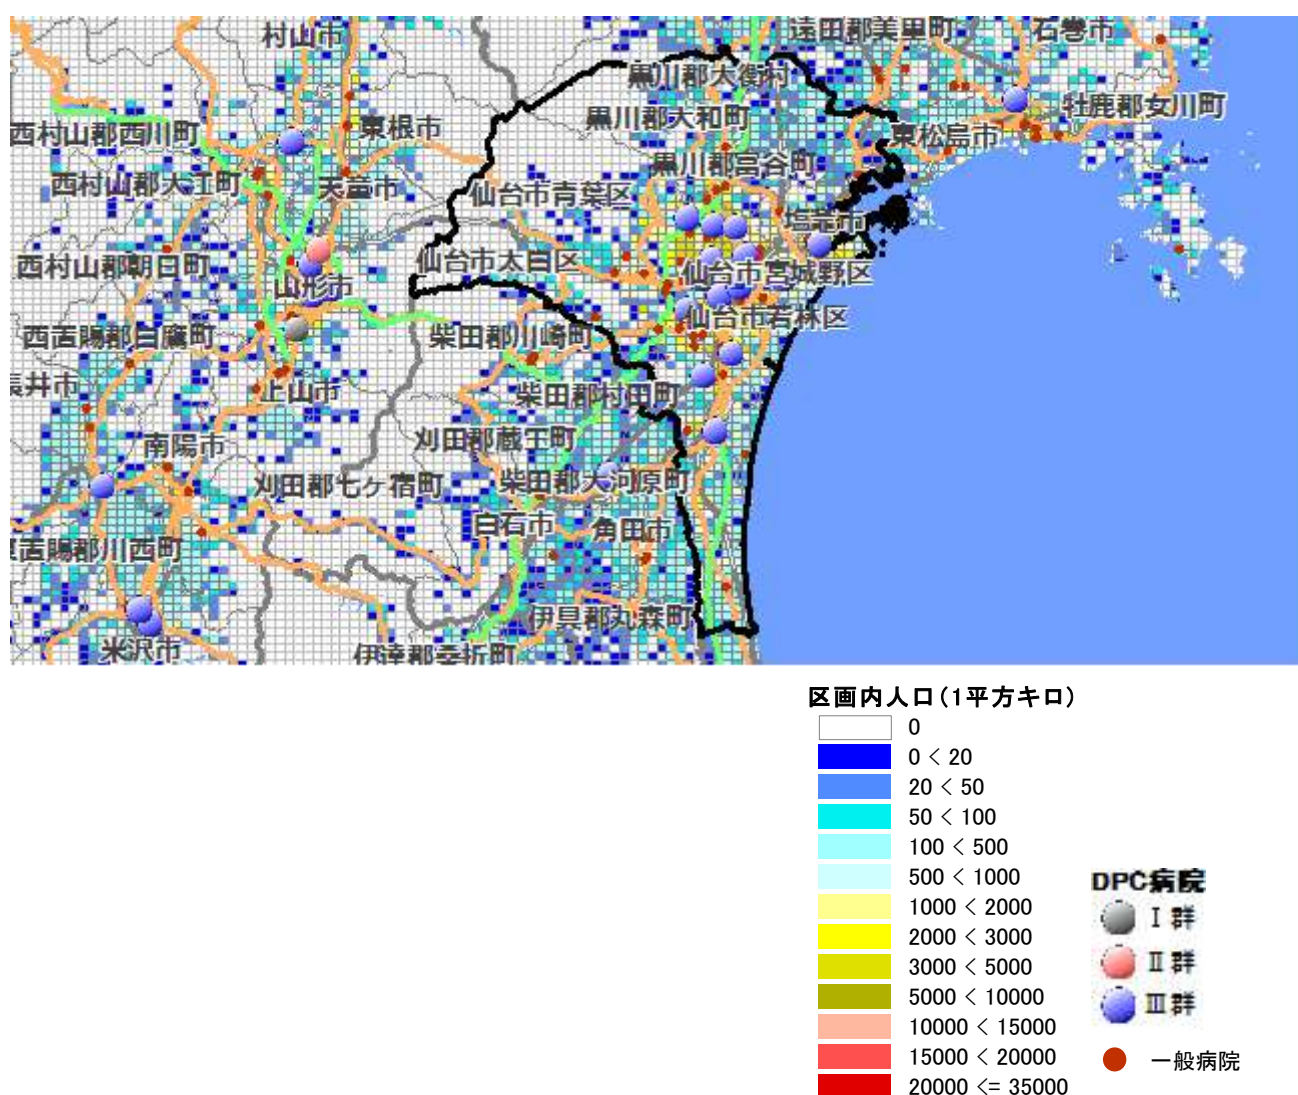 村山市
遠田郡美里町
石巻市
黒川郡大衡村
牡鹿郡女川町
西村山郡西川町
東根市
黒川郡大和町
東松島市
西村山郡大江町
天童市
仙台市青葉区
黒川郡富谷町
塩竈市
西村山郡朝日町
山形市
仙台市太白区
仙台市宮城野区
西置賜郡白鷹町
柴田郡川崎町
仙台市若林区
長井市
上山市
柴田郡村田町
南陽市
刈田郡蔵王町
刈田郡七ヶ宿町
柴田郡大河原町
白石市
角田市
東置賜郡川西町
伊具郡丸森町
米沢市
伊達郡桑折町
区画内人口(1平方キロ)
0
0 < 20
20 < 50
50 < 100
100 < 500
500 < 1000
1000 < 2000
2000 < 3000
3000 < 5000
5000 < 10000
10000 < 15000
15000 < 20000
20000 <= 35000
DPC病院
Ⅰ群
Ⅱ群
Ⅲ群
一般病院